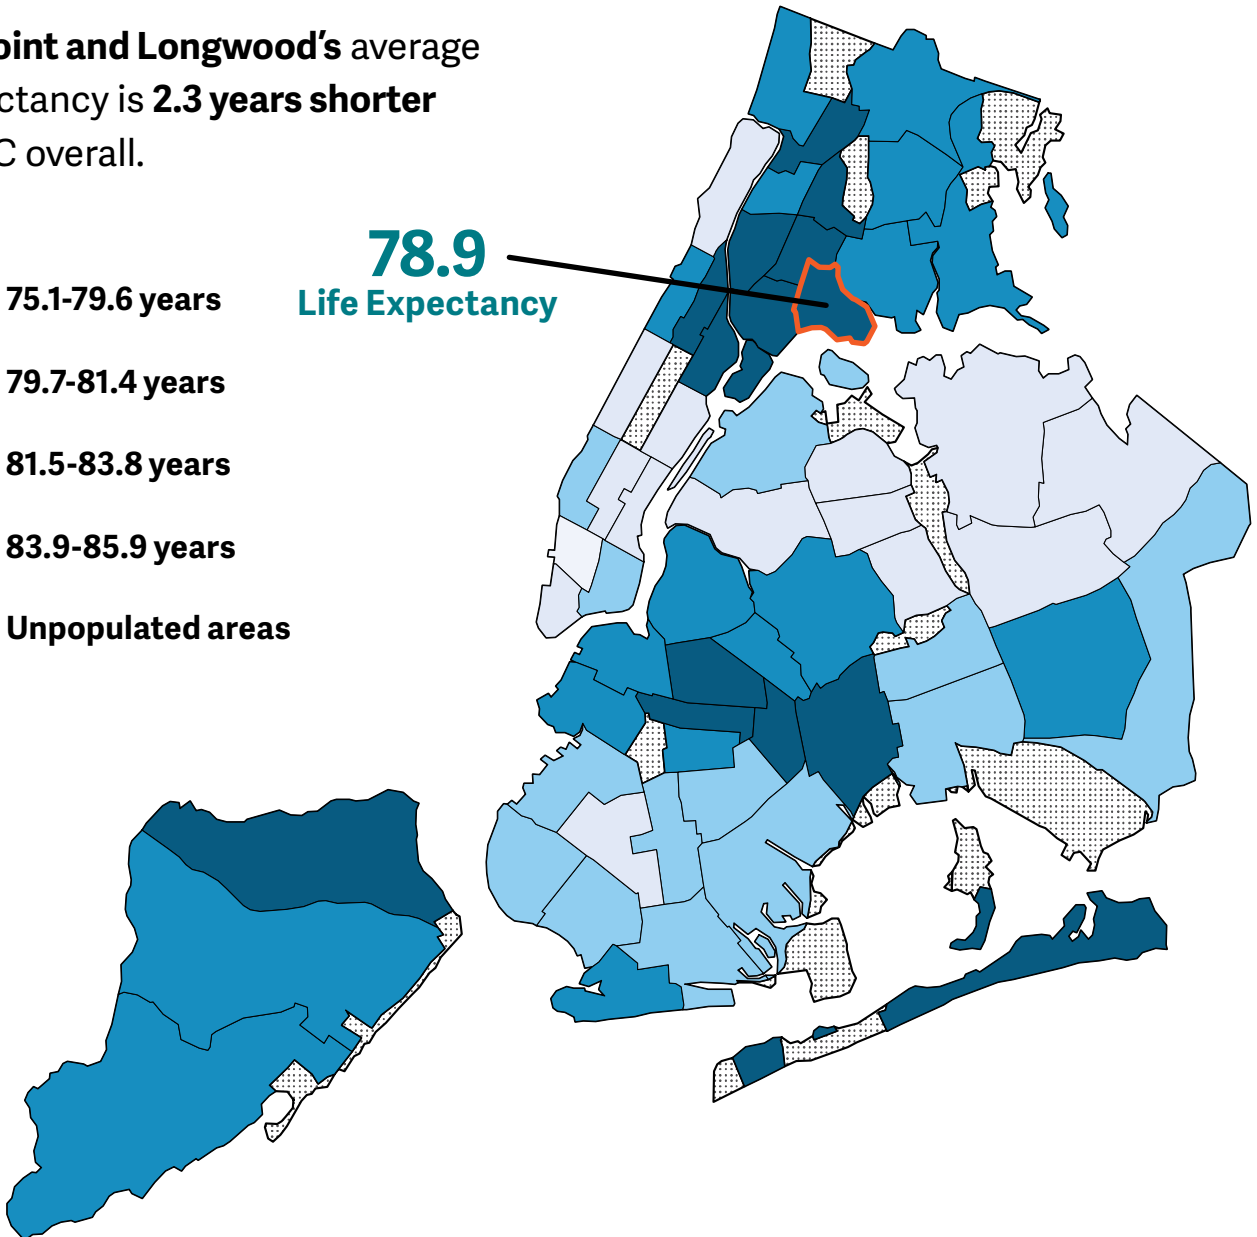 oint and Longwood's average
ctancy is 2.3 years shorter
C overall.
78.9
Life Expectancy
75.1-79.6 years
79.7-81.4 years
81.5-83.8 years
83.9-85.9 years
Unpopulated areas